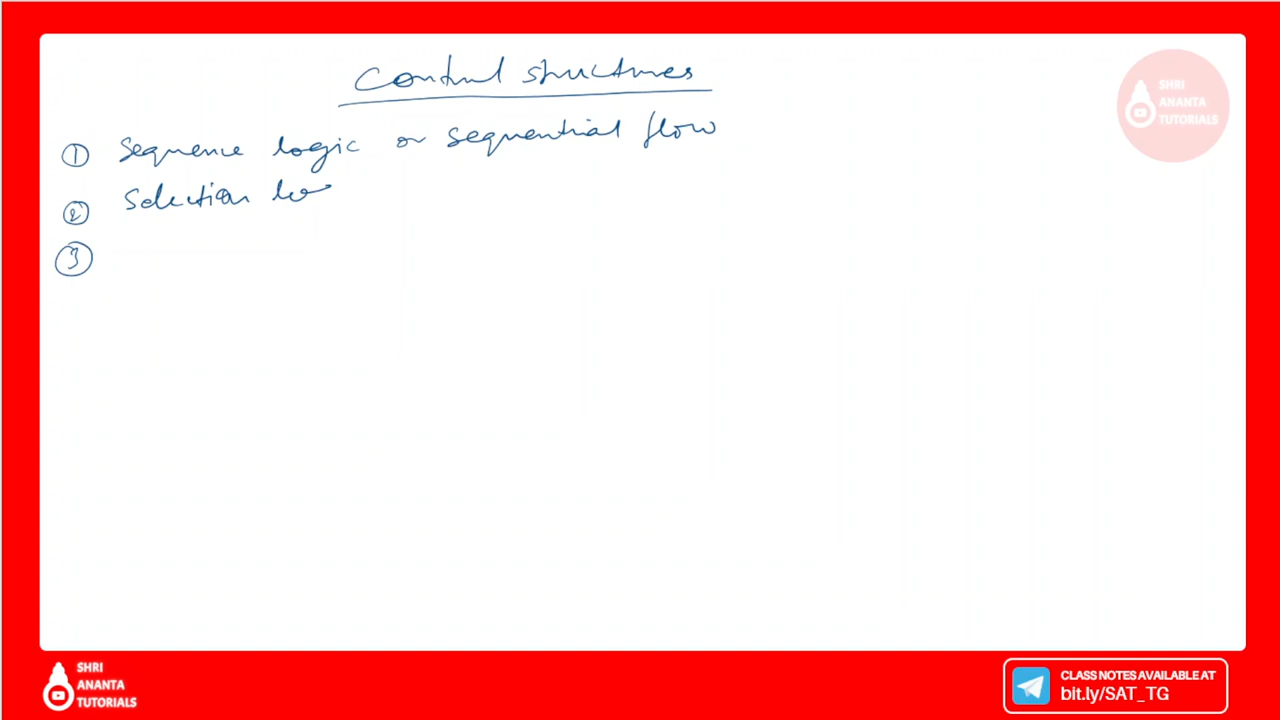 Control structures
① Sequence logic or sequential flow
② Selection lo
③
SHRI
ANANTA
TUTORIALS
SHRI
ANANTA
TUTORIALS
CLASS NOTES AVAILABLE AT
bit.ly/SAT_TG